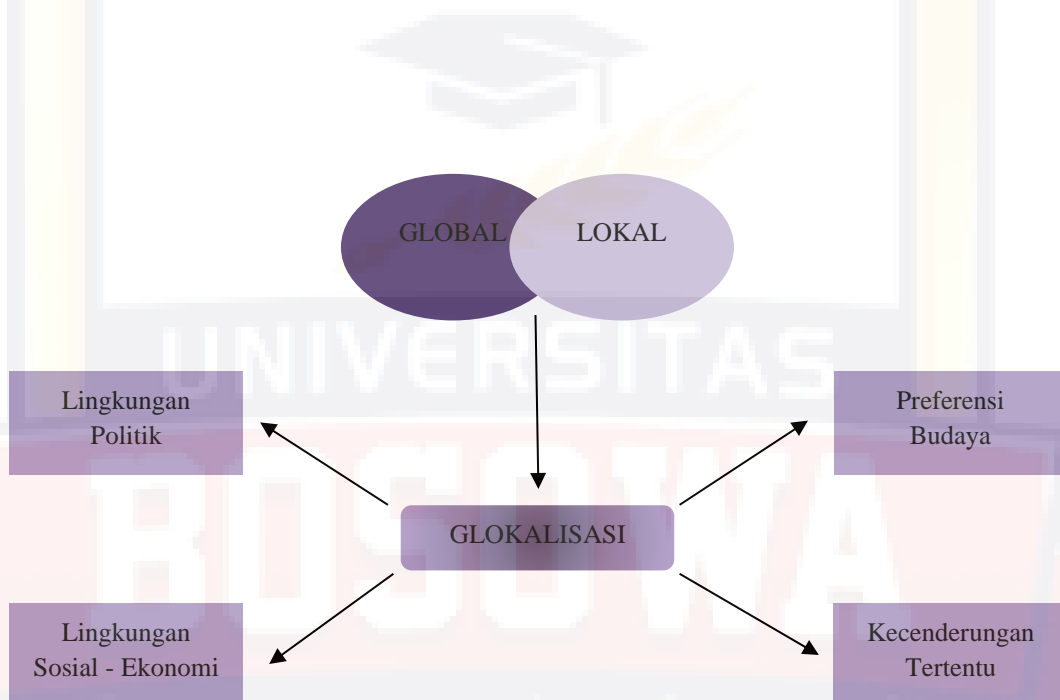 GLOBAL
LOKAL
UNIVERSITAS
Lingkungan
Politik
Preferensi
Budaya
BOSOWA
GLOKALISASI
Lingkungan
Sosial - Ekonomi
Kecenderungan
Tertentu